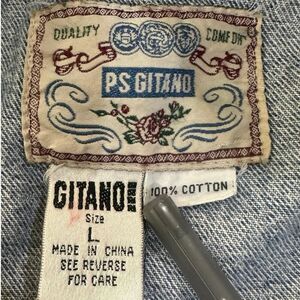 QUALITY COMFORT
PS GITANO
GITANO
100% COTTON
Size
L
MADE IN CHINA
SEE REVERSE
FOR CARE